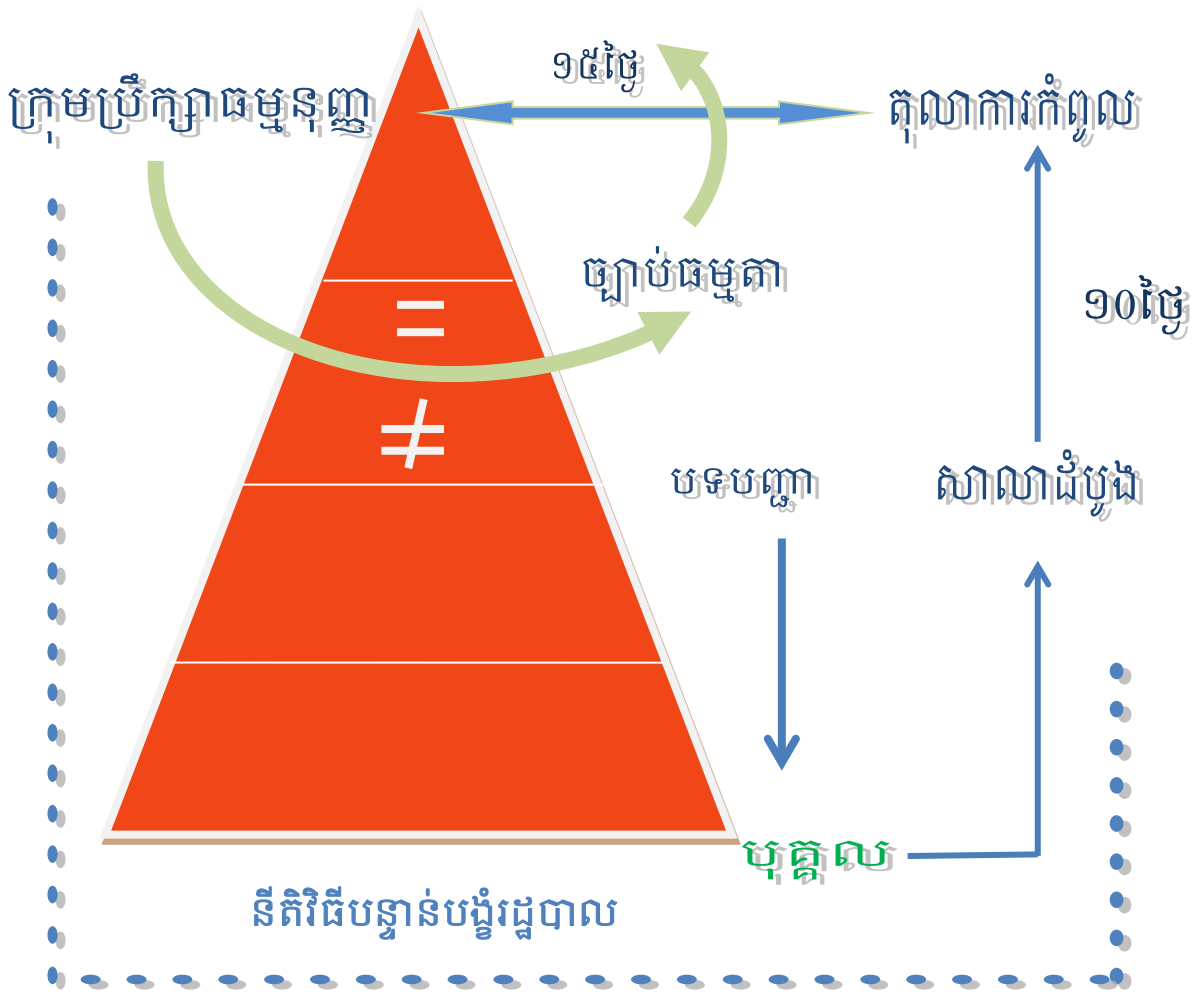 ១៥ថ្ងៃ
ក្រុមប្រឹក្សាធម្មនុញ្ញ
តុលាការកំពូល
ច្បាប់ធម្មតា
១០ថ្ងៃ
=
≠
បទបញ្ជា
សាលាដំបូង
បុគ្គល
នីតិវិធីបន្ទាន់បង្ខំរដ្ឋបាល